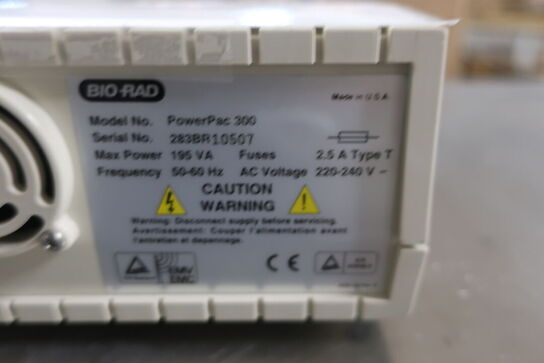 BIO-RAD
Made in U.S.A.
Model No. PowerPac 300
Serial No. 283BR10507
Max Power 195 VA Fuses 2,5 A Type T
Frequency 50-60 Hz AC Voltage 220-240 V ~
CAUTION
WARNING
Warning: Disconnect supply before servicing.
Avertissement: Couper l'alimentation avant
l'entretien et depannage.
EMV
EMC
CE